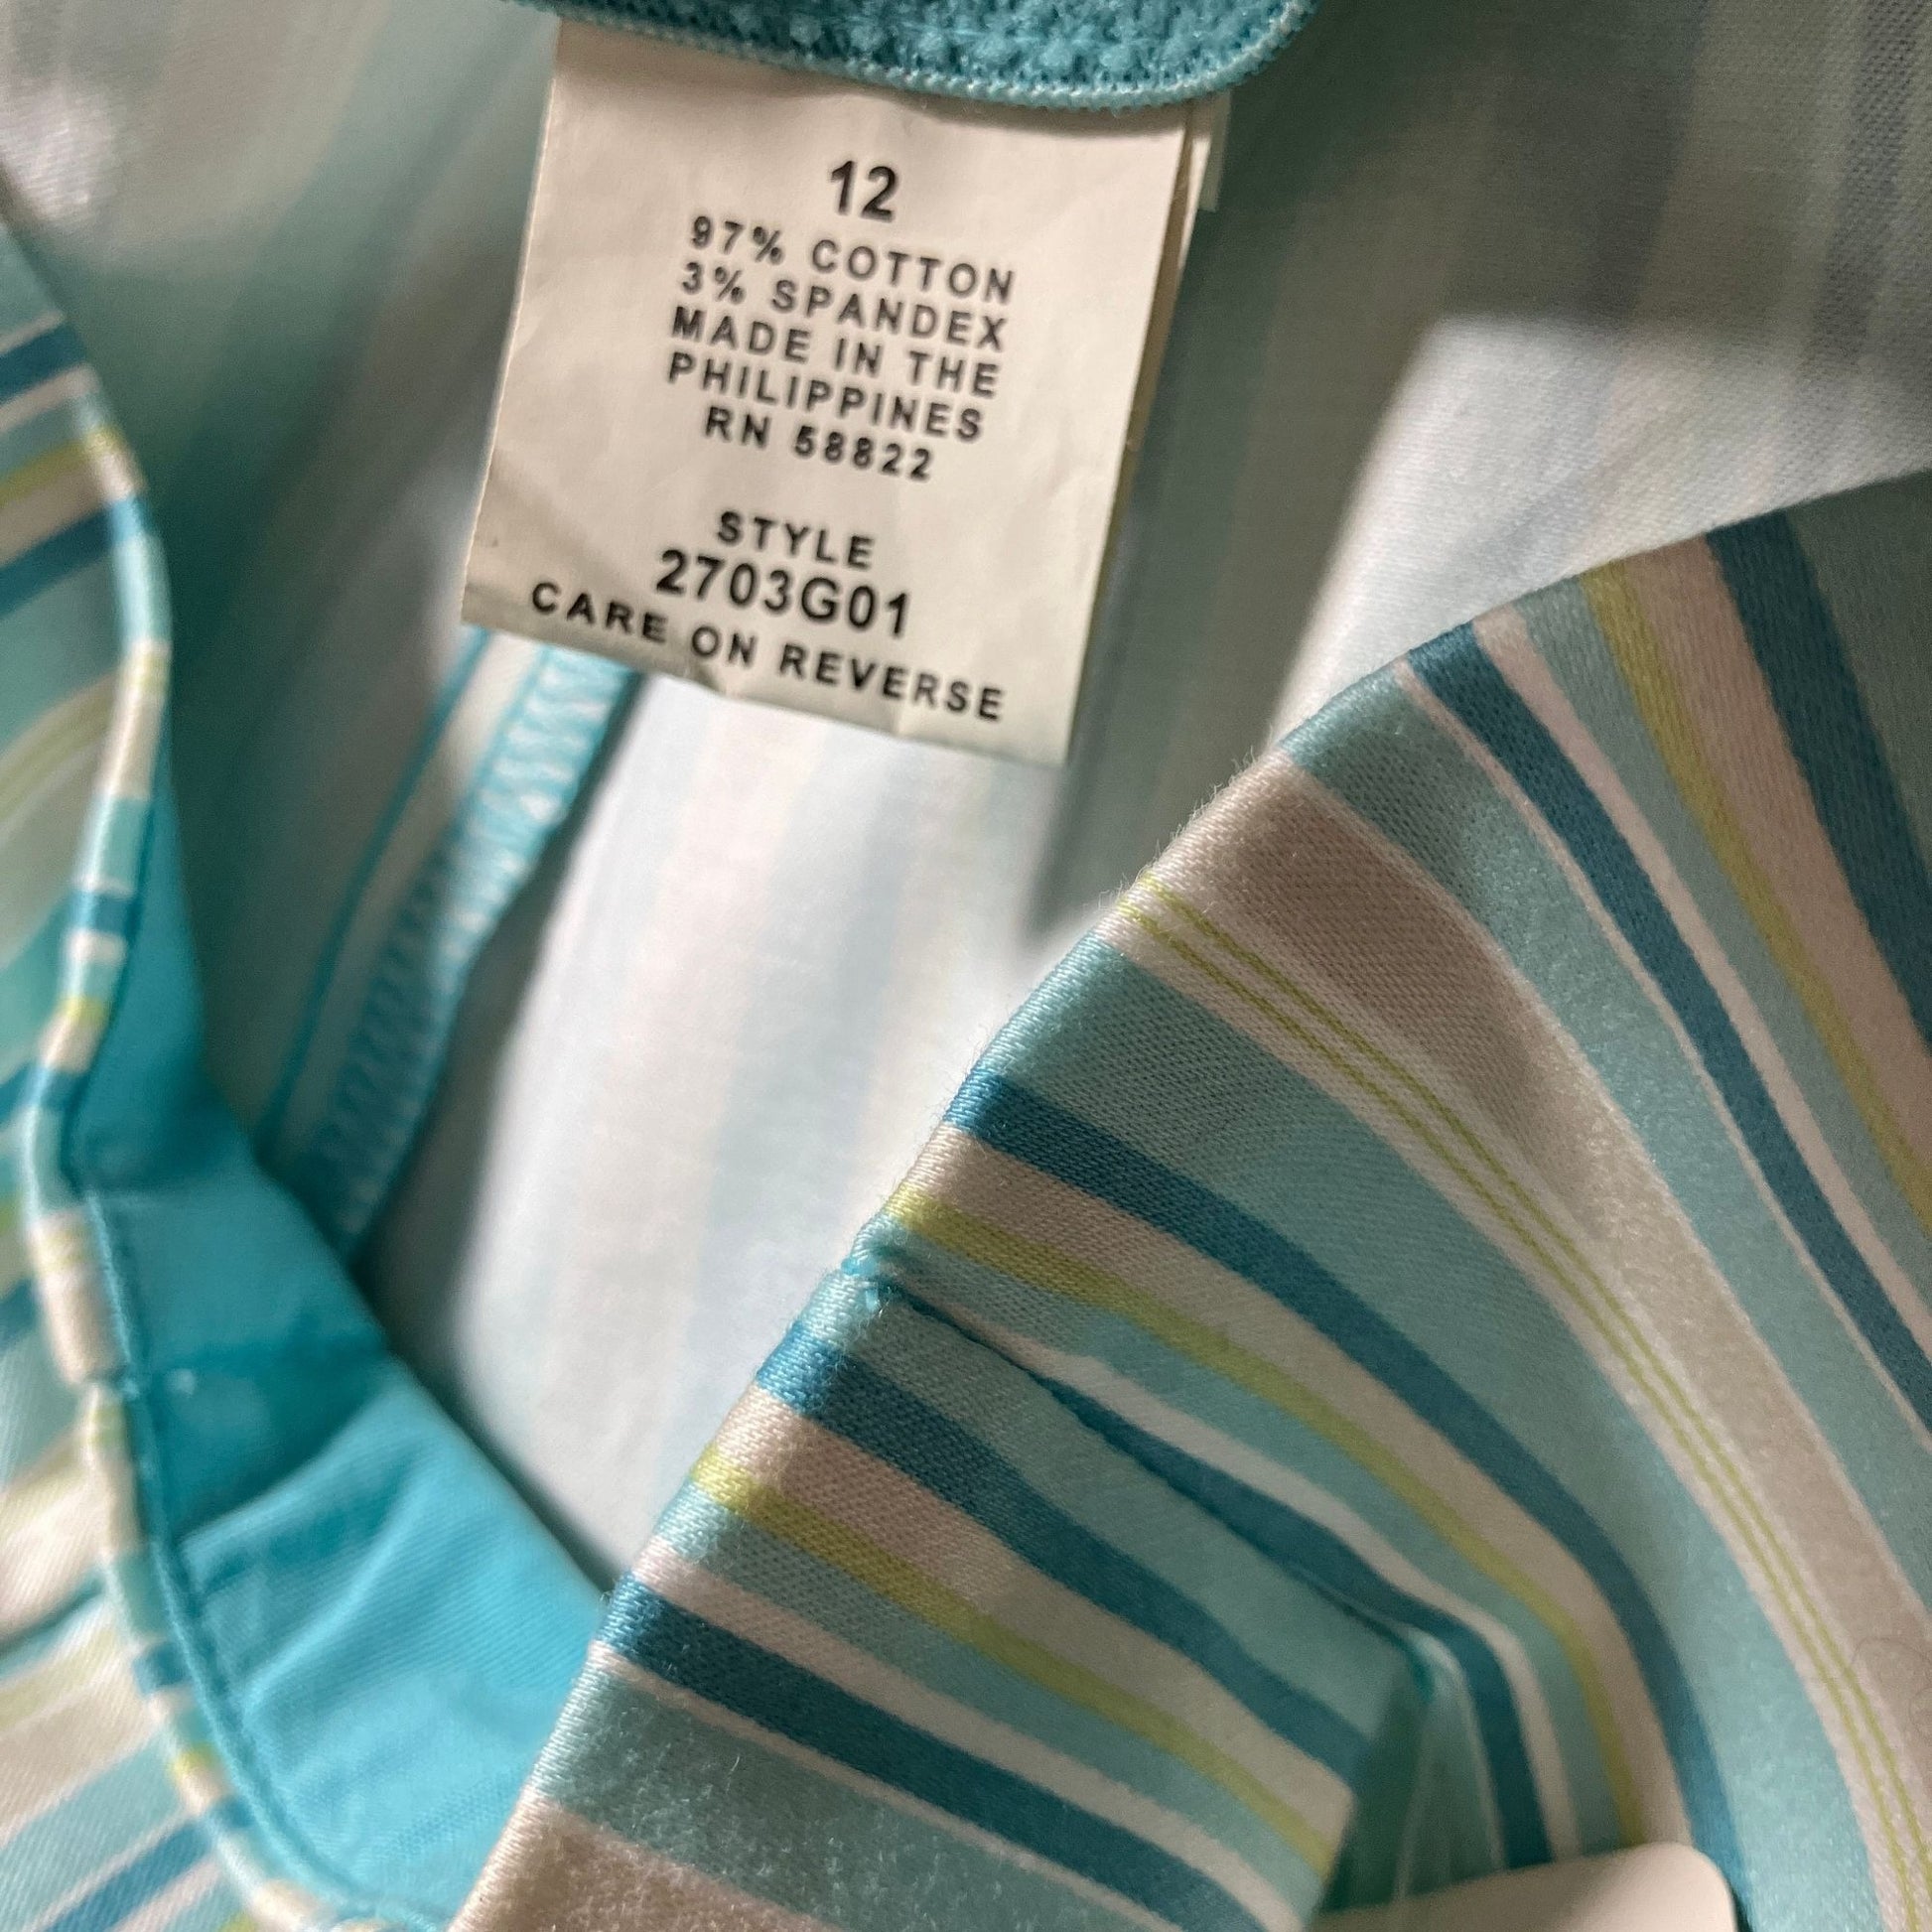 12
97% COTTON
3% SPANDEX
MADE IN THE
PHILIPPINES
RN 58822
STYLE
2703G01
CARE ON REVERSE